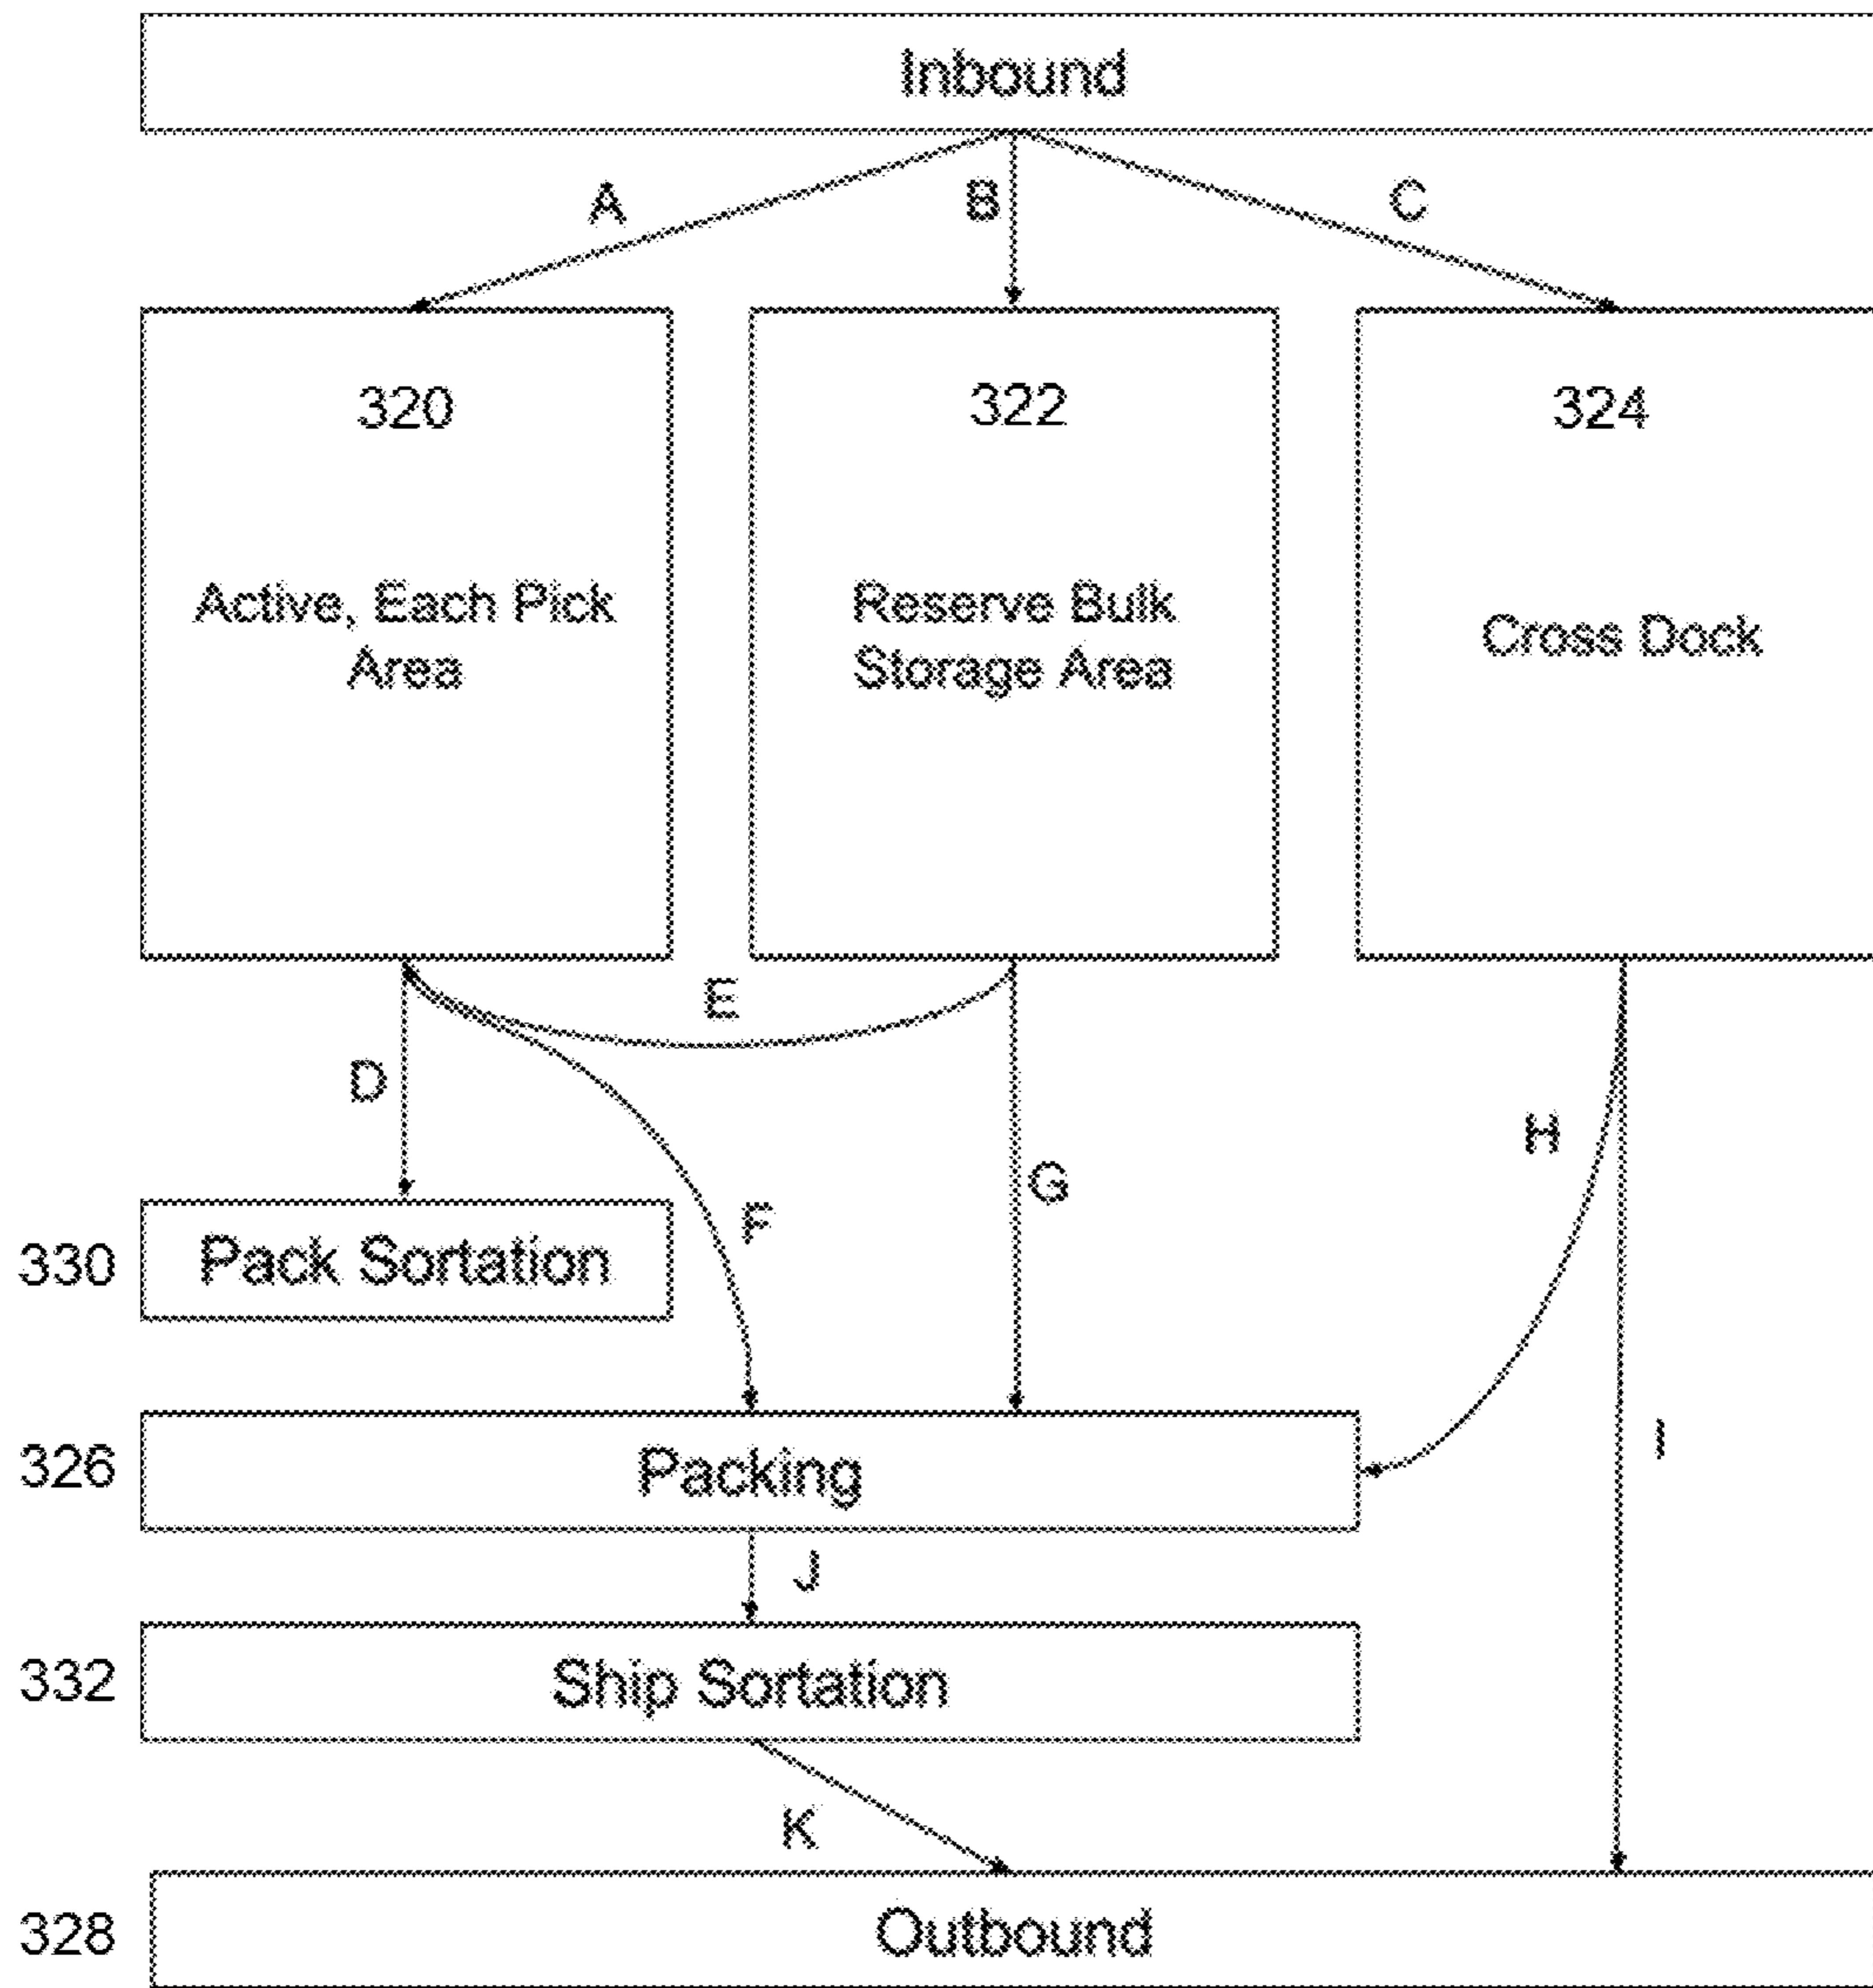 Inbound
A
B
C
320
322
324
Active, Each Pick
Area
Reserve Bulk
Storage Area
Cross Dock
E
D
H
F
G
330
Pack Sortation
I
326
Packing
J
332
Ship Sortation
K
328
Outbound